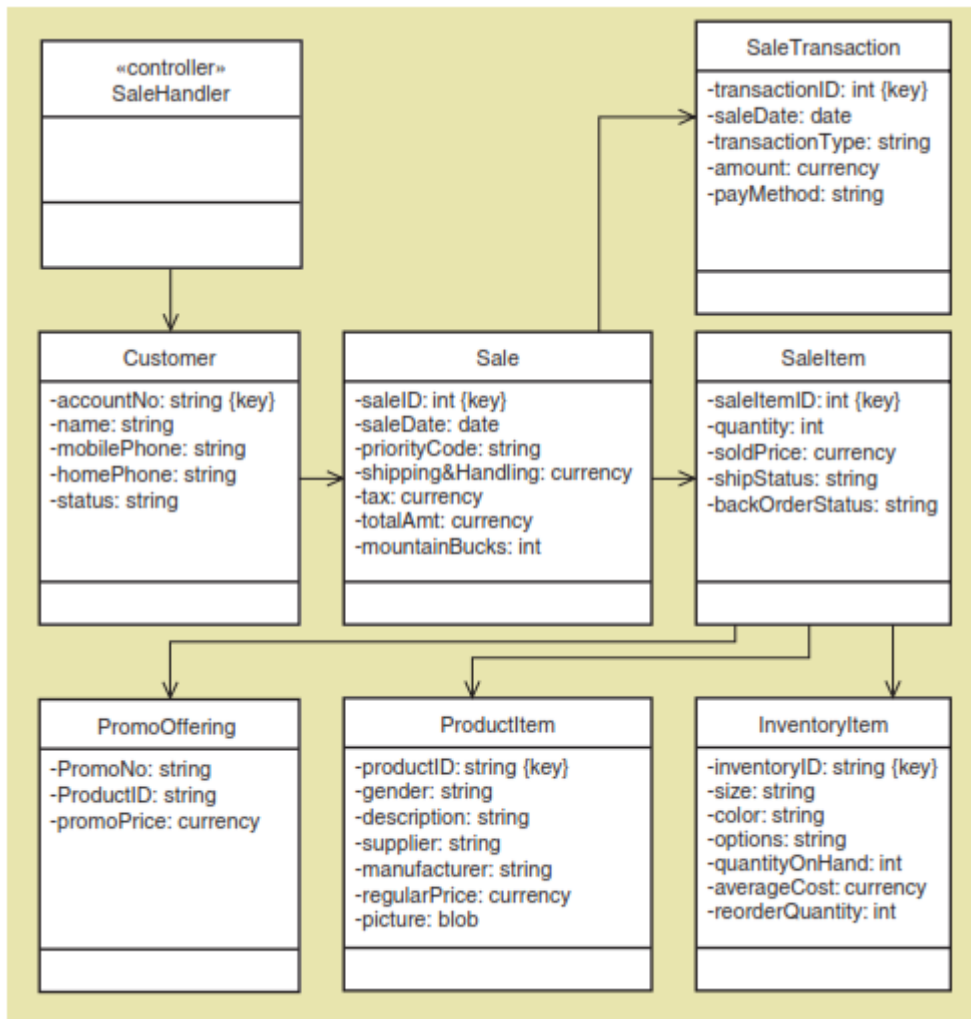 «controller»
SaleHandler
SaleTransaction
-transactionID: int {key}
-saleDate: date
-transactionType: string
-amount: currency
-payMethod: string
Customer
-accountNo: string {key}
-name: string
-mobilePhone: string
-homePhone: string
-status: string
Sale
-saleID: int {key}
-saleDate: date
-priorityCode: string
-shipping&Handling: currency
-tax: currency
-totalAmt: currency
-mountainBucks: int
SaleItem
-saleItemID: int {key}
-quantity: int
-soldPrice: currency
-shipStatus: string
-backOrderStatus: string
PromoOffering
-PromoNo: string
-ProductID: string
-promoPrice: currency
ProductItem
-productID: string {key}
-gender: string
-description: string
-supplier: string
-manufacturer: string
-regularPrice: currency
-picture: blob
InventoryItem
-inventoryID: string {key}
-size: string
-color: string
-options: string
-quantityOnHand: int
-averageCost: currency
-reorderQuantity: int